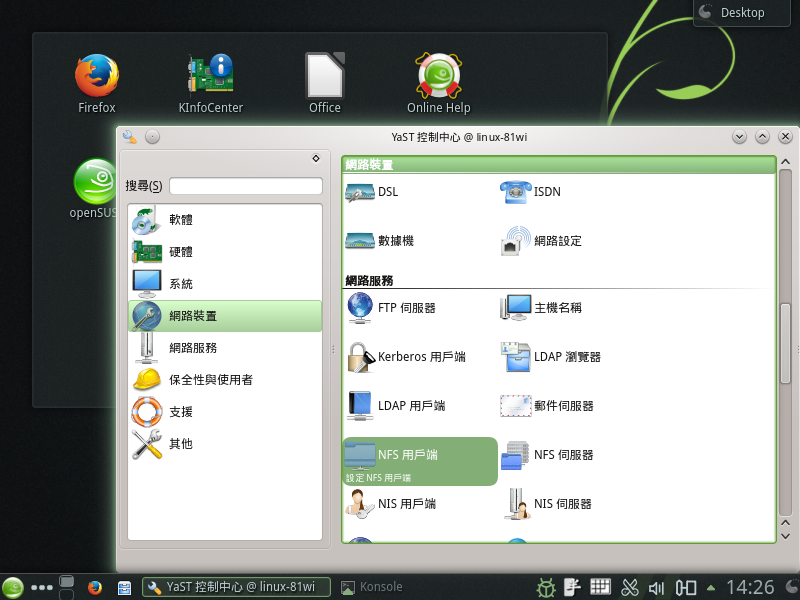 Desktop
Firefox
KInfoCenter
Office
Online Help
openSUS
YaST 控制中心 @ linux-81wi
搜尋(S)
軟體
硬體
系統
網路裝置
網路服務
保全性與使用者
支援
其他
網路裝置
DSL
ISDN
數據機
網路設定
網路服務
FTP 伺服器
主機名稱
Kerberos 用戶端
LDAP 瀏覽器
LDAP 用戶端
郵件伺服器
NFS 用戶端
設定 NFS 用戶端
NFS 伺服器
NIS 用戶端
NIS 伺服器
YaST 控制中心 @ linux-81wi
Konsole
14:26